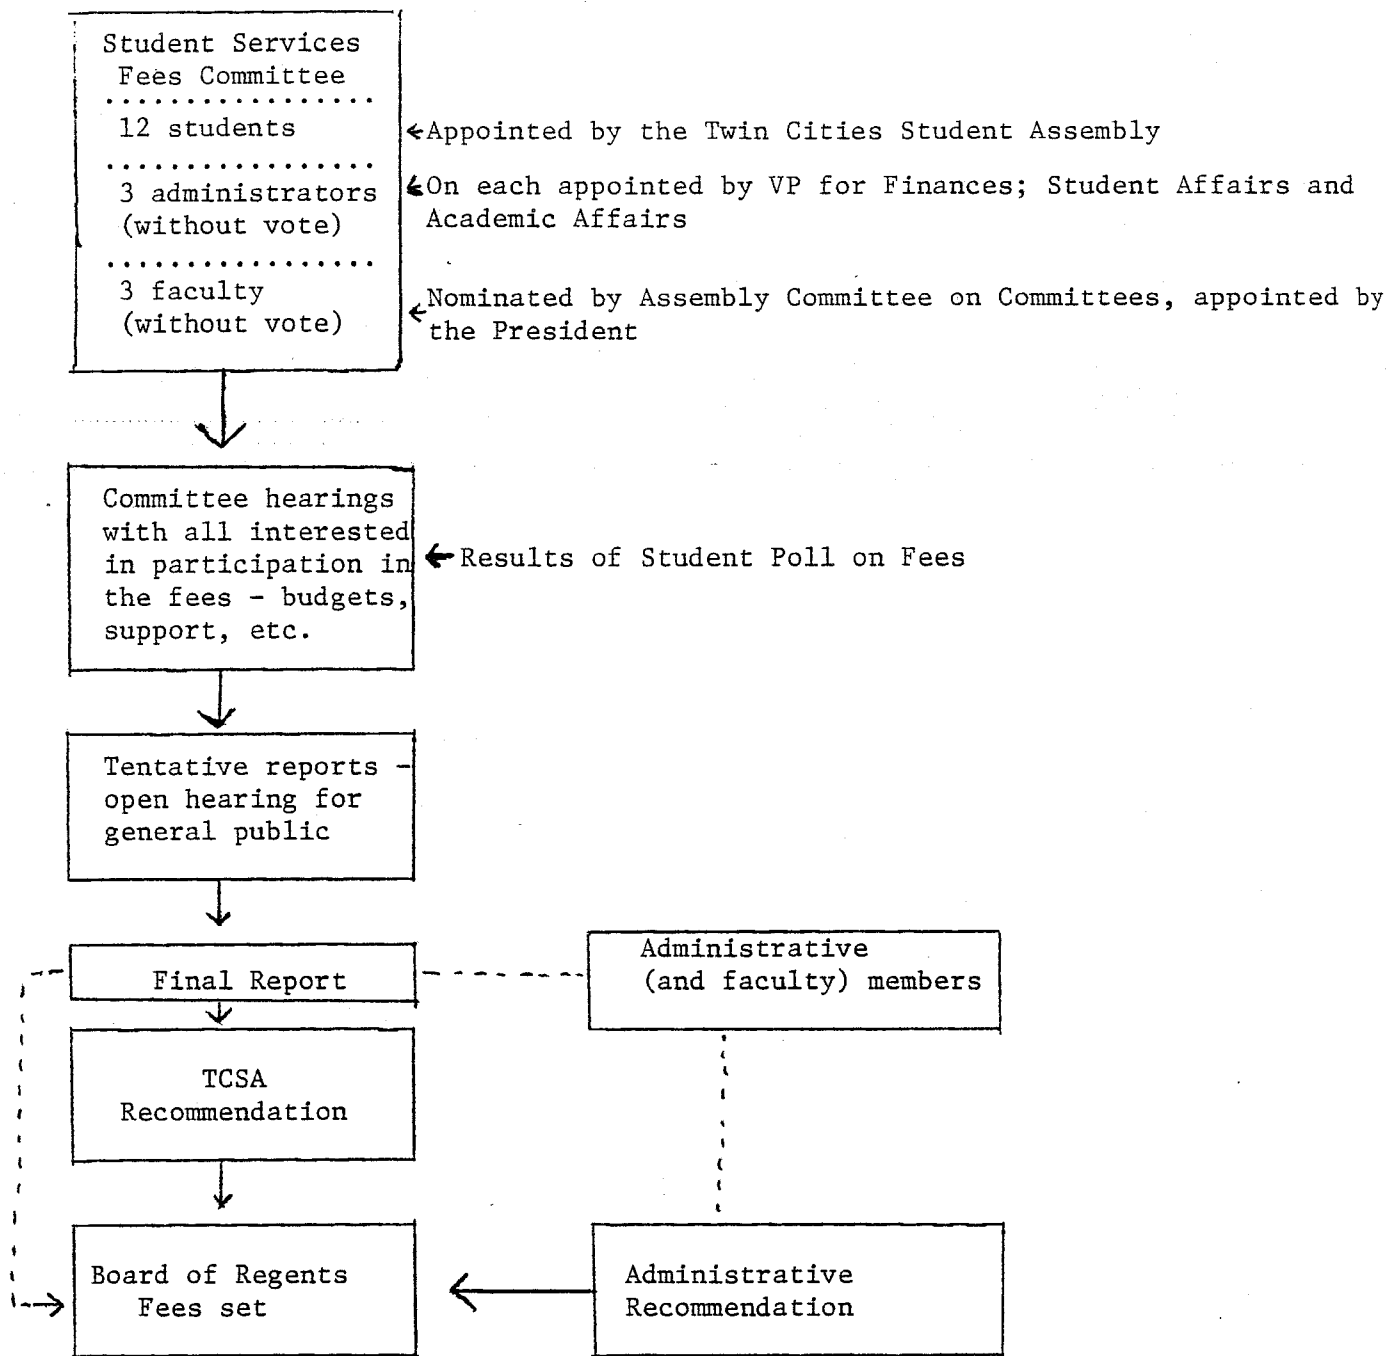 Student Services
Fees Committee
12 students
←Appointed by the Twin Cities Student Assembly
3 administrators
(without vote)
←On each appointed by VP for Finances; Student Affairs and
Academic Affairs
3 faculty
(without vote)
←Nominated by Assembly Committee on Committees, appointed by
the President
Committee hearings
with all interested
in participation in
the fees - budgets,
support, etc.
← Results of Student Poll on Fees
Tentative reports -
open hearing for
general public
Final Report
Administrative
(and faculty) members
TCSA
Recommendation
Board of Regents
Fees set
Administrative
Recommendation